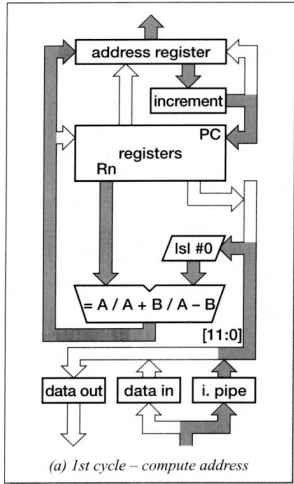 address register
increment
PC
registers
Rn
lsl #0
= A / A + B / A – B
[11:0]
data out
data in
i. pipe
(a) 1st cycle – compute address